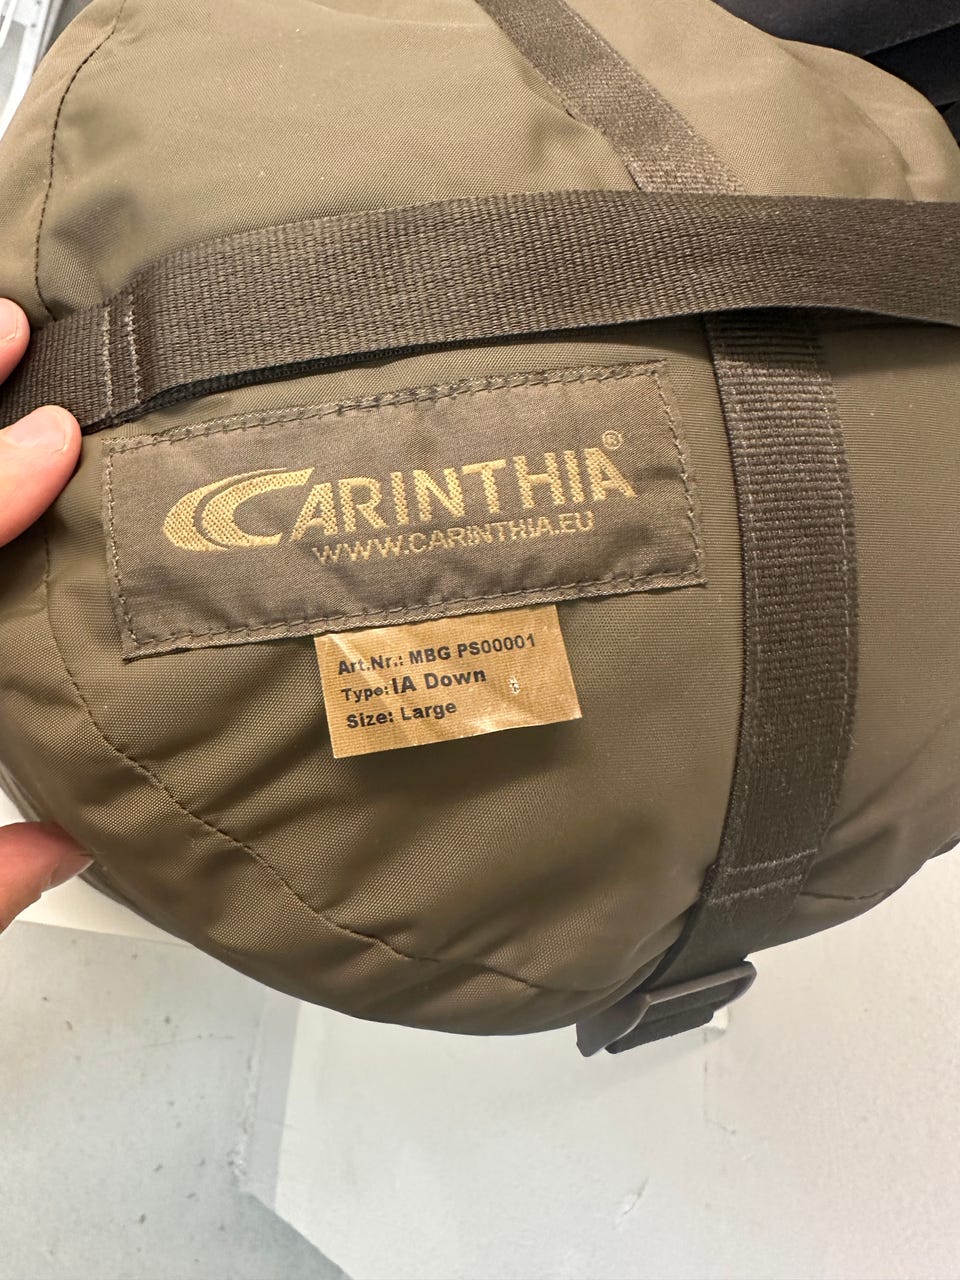 CARINTHIA®
WWW.CARINTHIA.EU
Art.Nr.: MBG PS00001
Type: IA Down
Size: Large